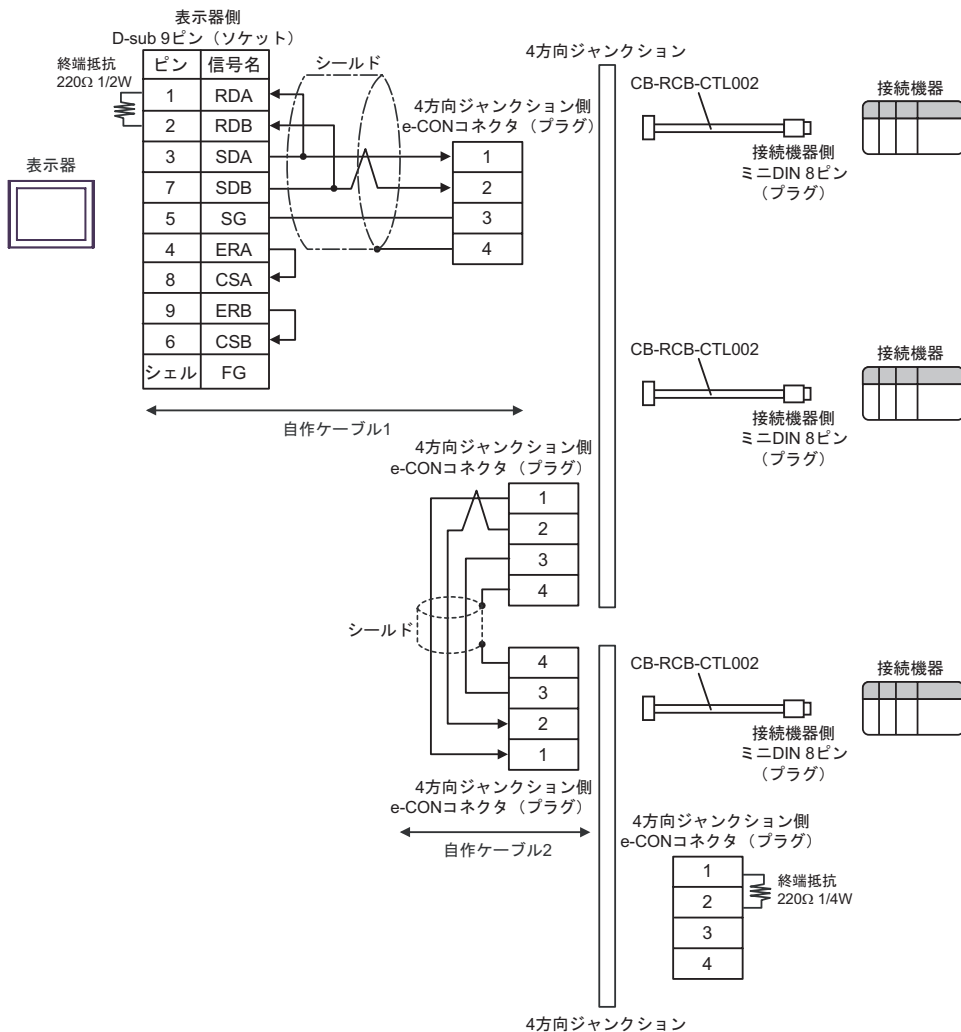 表示器側
D-sub 9ピン（ソケット）
終端抵抗
220Ω 1/2W
ピン 信号名
1 RDA
2 RDB
3 SDA
7 SDB
5 SG
4 ERA
8 CSA
9 ERB
6 CSB
シェル FG
表示器
シールド
4方向ジャンクション側
e-CONコネクタ（プラグ）
1
2
3
4
自作ケーブル1
4方向ジャンクション
CB-RCB-CTL002
接続機器側
ミニDIN 8ピン
（プラグ）
接続機器
CB-RCB-CTL002
接続機器側
ミニDIN 8ピン
（プラグ）
接続機器
4方向ジャンクション側
e-CONコネクタ（プラグ）
1
2
3
4
シールド
4
3
2
1
4方向ジャンクション側
e-CONコネクタ（プラグ）
自作ケーブル2
CB-RCB-CTL002
接続機器側
ミニDIN 8ピン
（プラグ）
接続機器
4方向ジャンクション側
e-CONコネクタ（プラグ）
1
2
3
4
終端抵抗
220Ω 1/4W
4方向ジャンクション